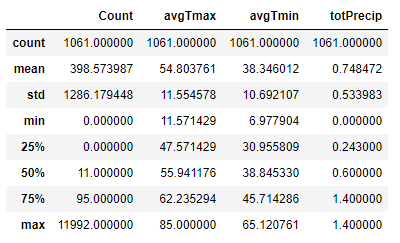 Count avgTmax avgTmin totPrecip
count 1061.000000 1061.000000 1061.000000 1061.000000
mean 398.573987 54.803761 38.346012 0.748472
std 1286.179448 11.554578 10.692107 0.533983
min 0.000000 11.571429 6.977904 0.000000
25% 0.000000 47.571429 30.955809 0.243000
50% 11.000000 55.941176 38.845330 0.600000
75% 95.000000 62.235294 45.714286 1.400000
max 11992.000000 85.000000 65.120761 1.400000